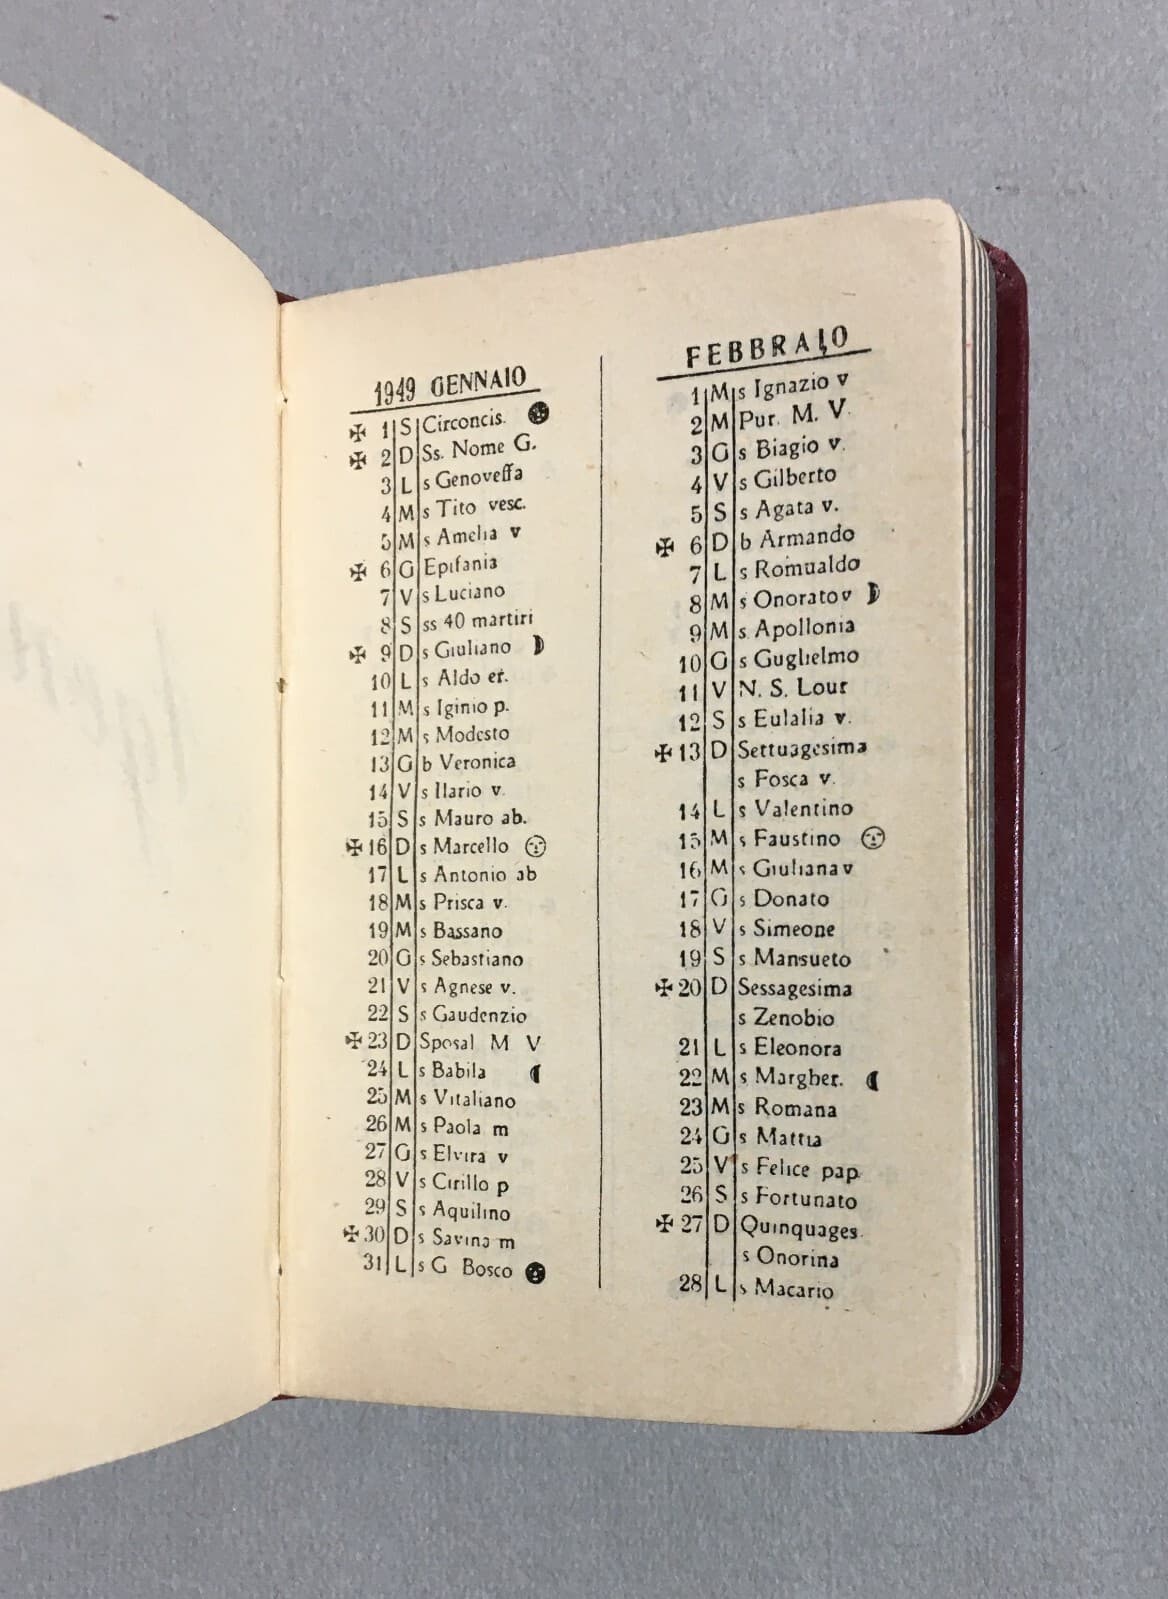 1949 GENNAIO
✠ 1 S Circoncis.
✠ 2 D Ss. Nome G.
3 L s Genoveffa
4 M s Tito vesc.
5 M s Amelia v
✠ 6 G Epifania
7 V s Luciano
8 S ss 40 martiri
✠ 9 D s Giuliano
10 L s Aldo er.
11 M s Iginio p.
12 M s Modesto
13 G b Veronica
14 V s Ilario v.
15 S s Mauro ab.
✠ 16 D s Marcello
17 L s Antonio ab
18 M s Prisca v.
19 M s Bassano
20 G s Sebastiano
21 V s Agnese v.
22 S s Gaudenzio
✠ 23 D Sposal M V
24 L s Babila
25 M s Vitaliano
26 M s Paola m
27 G s Elvira v
28 V s Cirillo p
29 S s Aquilino
✠ 30 D s Savina m
31 L s G Bosco
FEBBRAIO
1 M s Ignazio v
2 M Pur. M. V.
3 G s Biagio v.
4 V s Gilberto
5 S s Agata v.
✠ 6 D b Armando
7 L s Romualdo
8 M s Onorato v
9 M s Apollonia
10 G s Guglielmo
11 V N. S. Lour
12 S s Eulalia v.
✠ 13 D Settuagesima
s Fosca v.
14 L s Valentino
15 M s Faustino
16 M s Giuliana v
17 G s Donato
18 V s Simeone
19 S s Mansueto
✠ 20 D Sessagesima
s Zenobio
21 L s Eleonora
22 M s Margher.
23 M s Romana
24 G s Mattia
25 V s Felice pap.
26 S s Fortunato
✠ 27 D Quinquages.
s Onorina
28 L s Macario